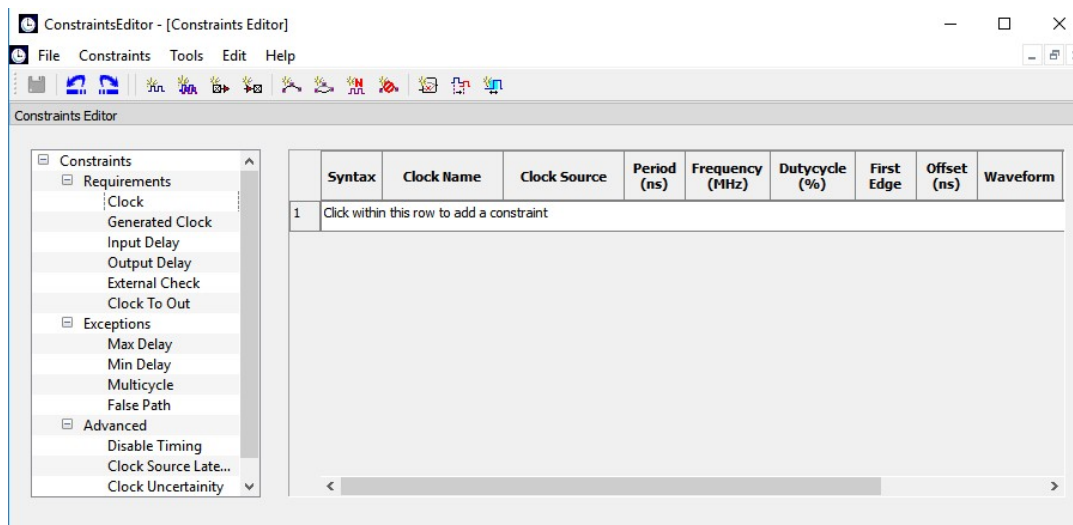 ConstraintsEditor - [Constraints Editor]
File Constraints Tools Edit Help
Constraints Editor
Constraints
Requirements
Clock
Generated Clock
Input Delay
Output Delay
External Check
Clock To Out
Exceptions
Max Delay
Min Delay
Multicycle
False Path
Advanced
Disable Timing
Clock Source Late...
Clock Uncertainity
Syntax Clock Name Clock Source Period (ns) Frequency (MHz) Dutycycle (%) First Edge Offset (ns) Waveform
1 Click within this row to add a constraint